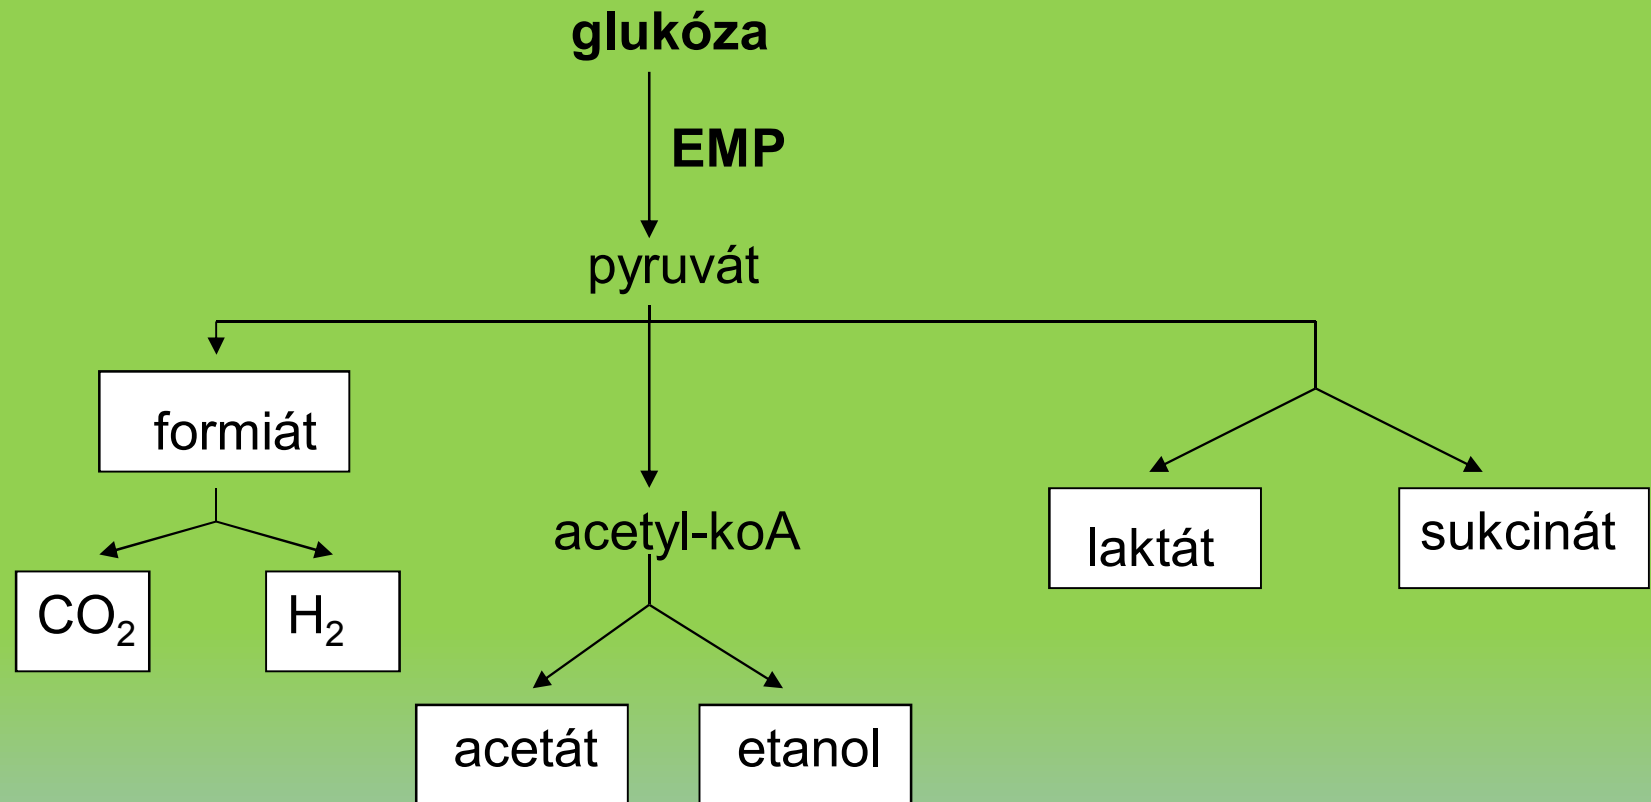 glukóza
EMP
pyruvát
formiát
acetyl-koA
laktát
sukcinát
CO₂
H₂
acetát
etanol